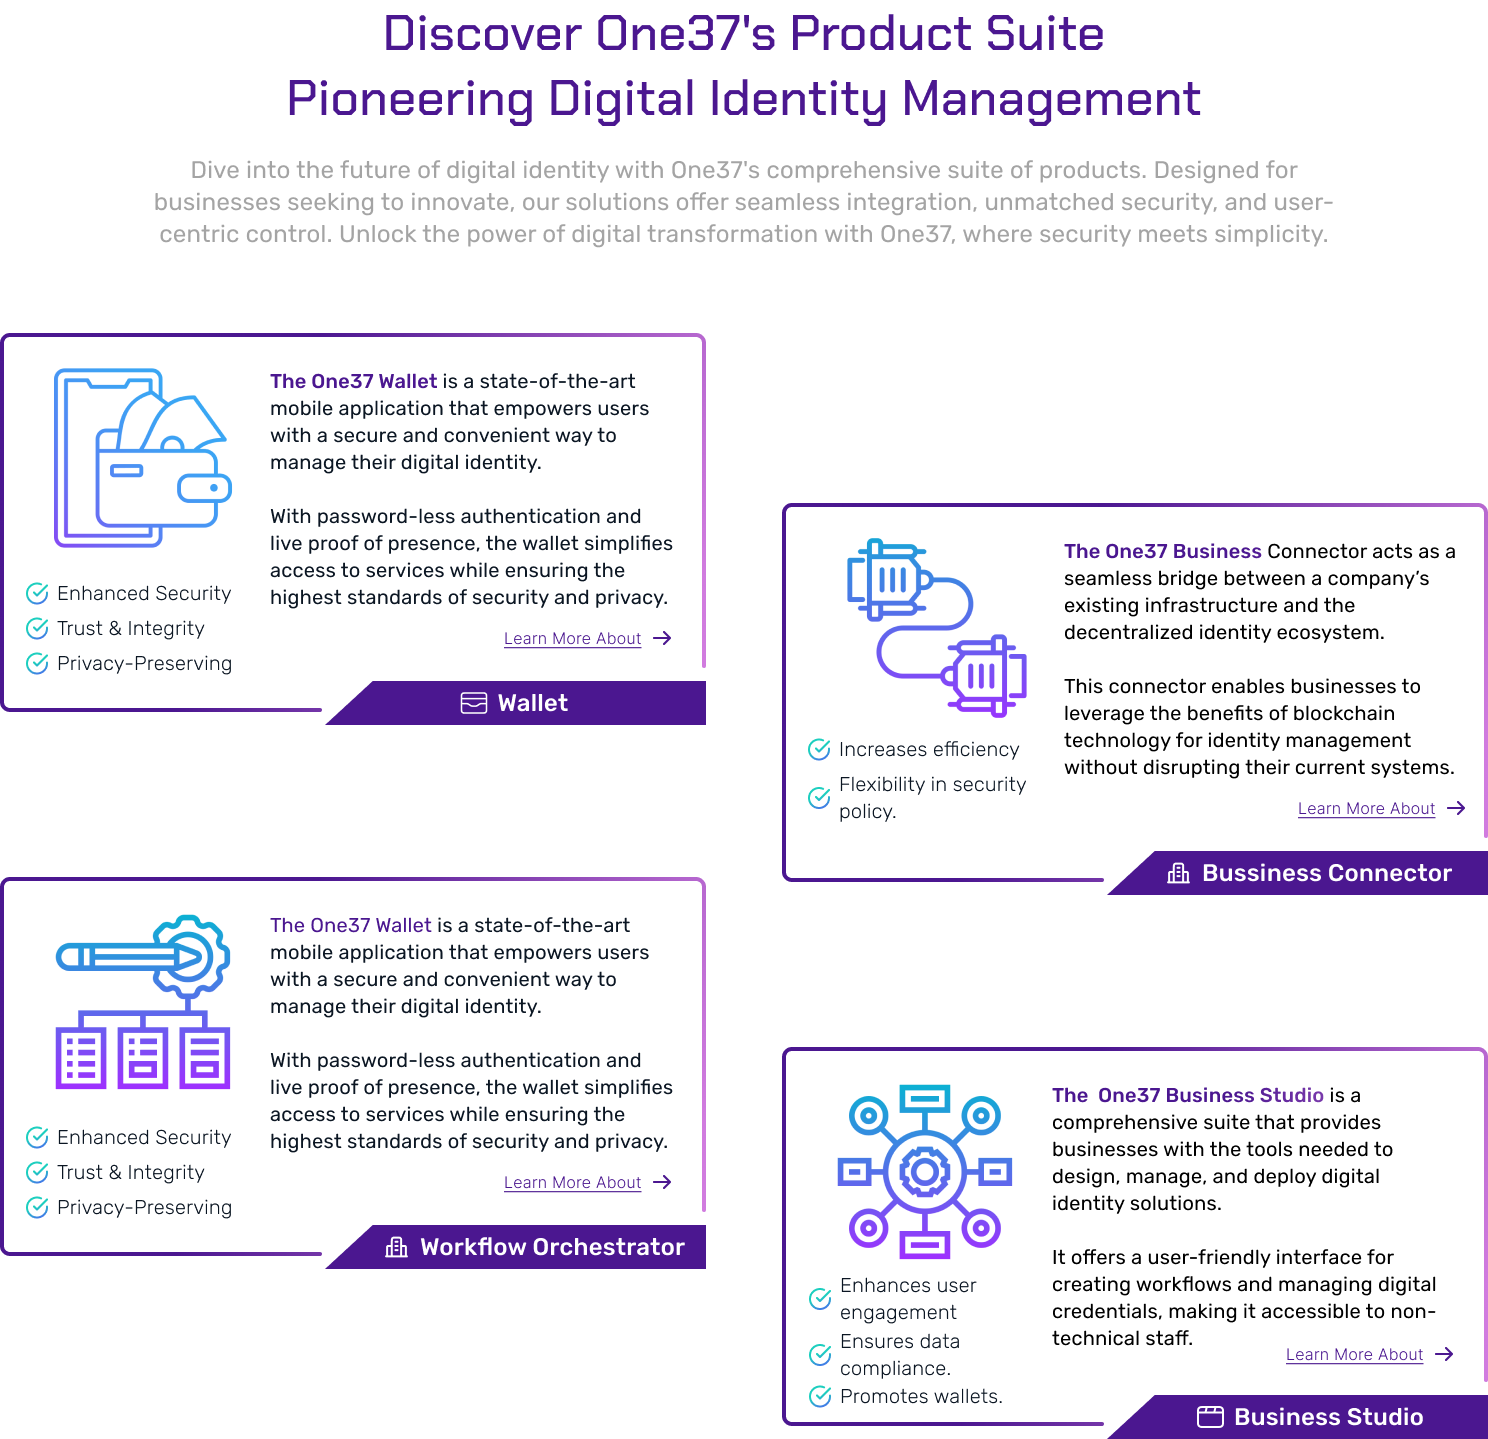 Discover One37's Product Suite
Pioneering Digital Identity Management
Dive into the future of digital identity with One37's comprehensive suite of products. Designed for
businesses seeking to innovate, our solutions offer seamless integration, unmatched security, and user-
centric control. Unlock the power of digital transformation with One37, where security meets simplicity.
The One37 Wallet is a state-of-the-art
mobile application that empowers users
with a secure and convenient way to
manage their digital identity.
With password-less authentication and
live proof of presence, the wallet simplifies
access to services while ensuring the
highest standards of security and privacy.
Enhanced Security
Trust & Integrity
Privacy-Preserving
Learn More About
Wallet
The One37 Business Connector acts as a
seamless bridge between a company’s
existing infrastructure and the
decentralized identity ecosystem.
This connector enables businesses to
leverage the benefits of blockchain
technology for identity management
without disrupting their current systems.
Increases efficiency
Flexibility in security
policy.
Learn More About
Bussiness Connector
The One37 Wallet is a state-of-the-art
mobile application that empowers users
with a secure and convenient way to
manage their digital identity.
With password-less authentication and
live proof of presence, the wallet simplifies
access to services while ensuring the
highest standards of security and privacy.
Enhanced Security
Trust & Integrity
Privacy-Preserving
Learn More About
Workflow Orchestrator
The One37 Business Studio is a
comprehensive suite that provides
businesses with the tools needed to
design, manage, and deploy digital
identity solutions.
It offers a user-friendly interface for
creating workflows and managing digital
credentials, making it accessible to non-
technical staff.
Enhances user
engagement
Ensures data
compliance.
Promotes wallets.
Learn More About
Business Studio